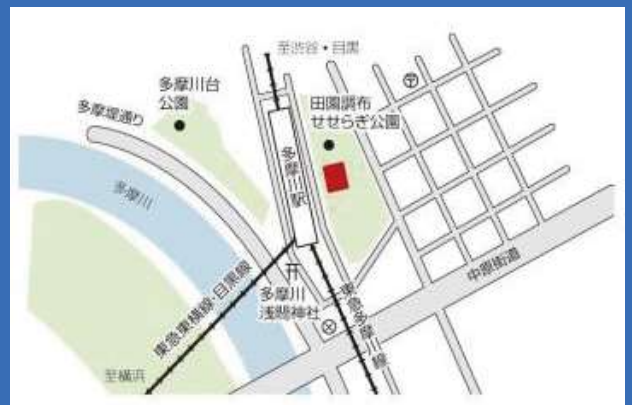 至渋谷・目黒
多摩川台
公園
田園調布
せせらぎ公園
多摩堤通り
多摩川駅
多摩川
中原街道
多摩川
浅間神社
東急東横線・目黒線
東急多摩川線
至横浜